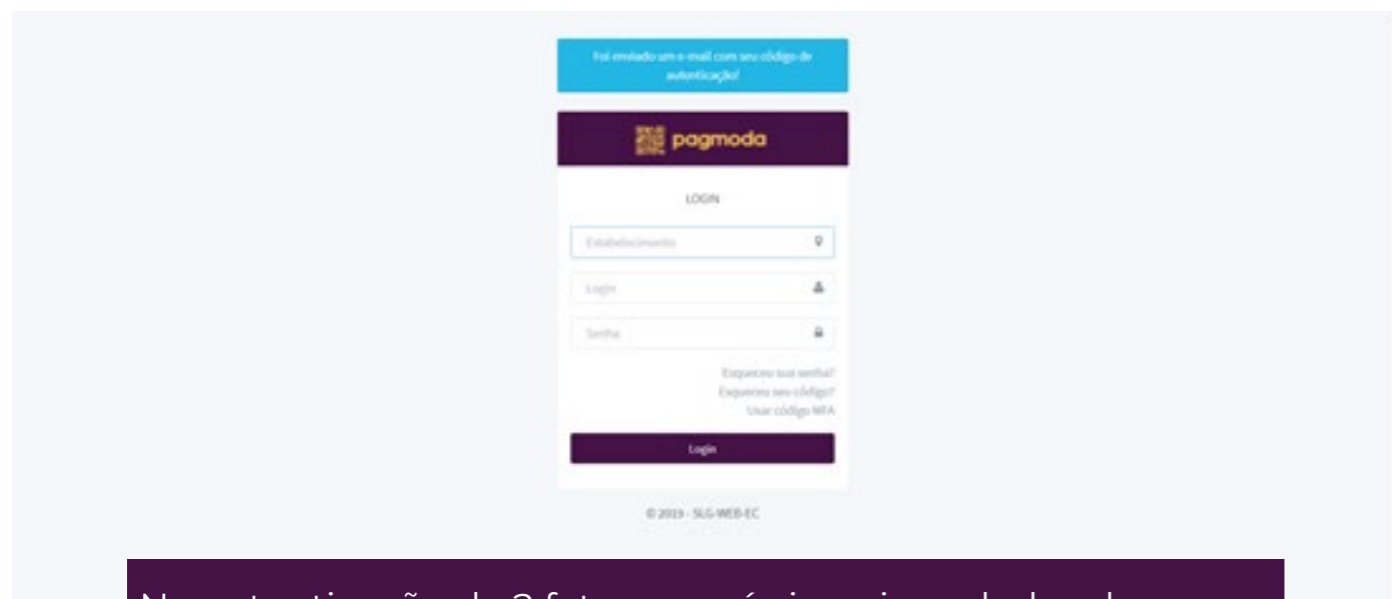 Foi enviado um e-mail com seu código de
autenticação!
pagmoda
LOGIN
Estabelecimento
Login
Senha
Esqueceu sua senha?
Esqueceu seu código?
Usar código MFA
Login
© 2019 - SLG-WEB-EC